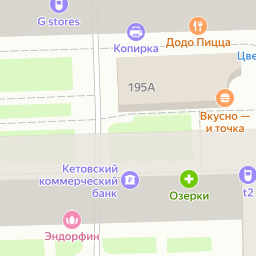 G stores
Копирка
Додо Пицца
Цве
195А
Вкусно —
и точка
Кетовский
коммерческий
банк
Озерки
t2
Эндорфин